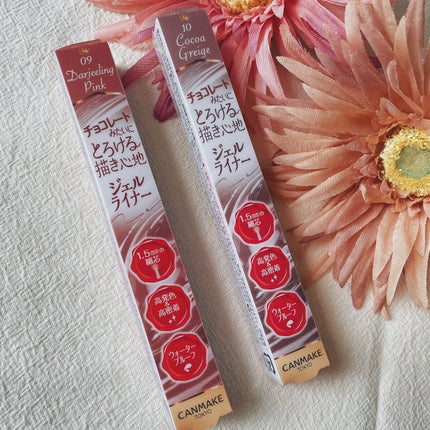 09
Darjeeling
Pink
チョコレート
みたいに
とろける
描き心地
ジェル
ライナー
1.5mmの
細芯
高発色&
高密着
ウォーター
プルーフ
CANMAKE
TOKYO
10
Cocoa
Greige
チョコレート
みたいに
とろける
描き心地
ジェル
ライナー
1.5mmの
細芯
高発色&
高密着
ウォーター
プルーフ
CANMAKE
TOKYO